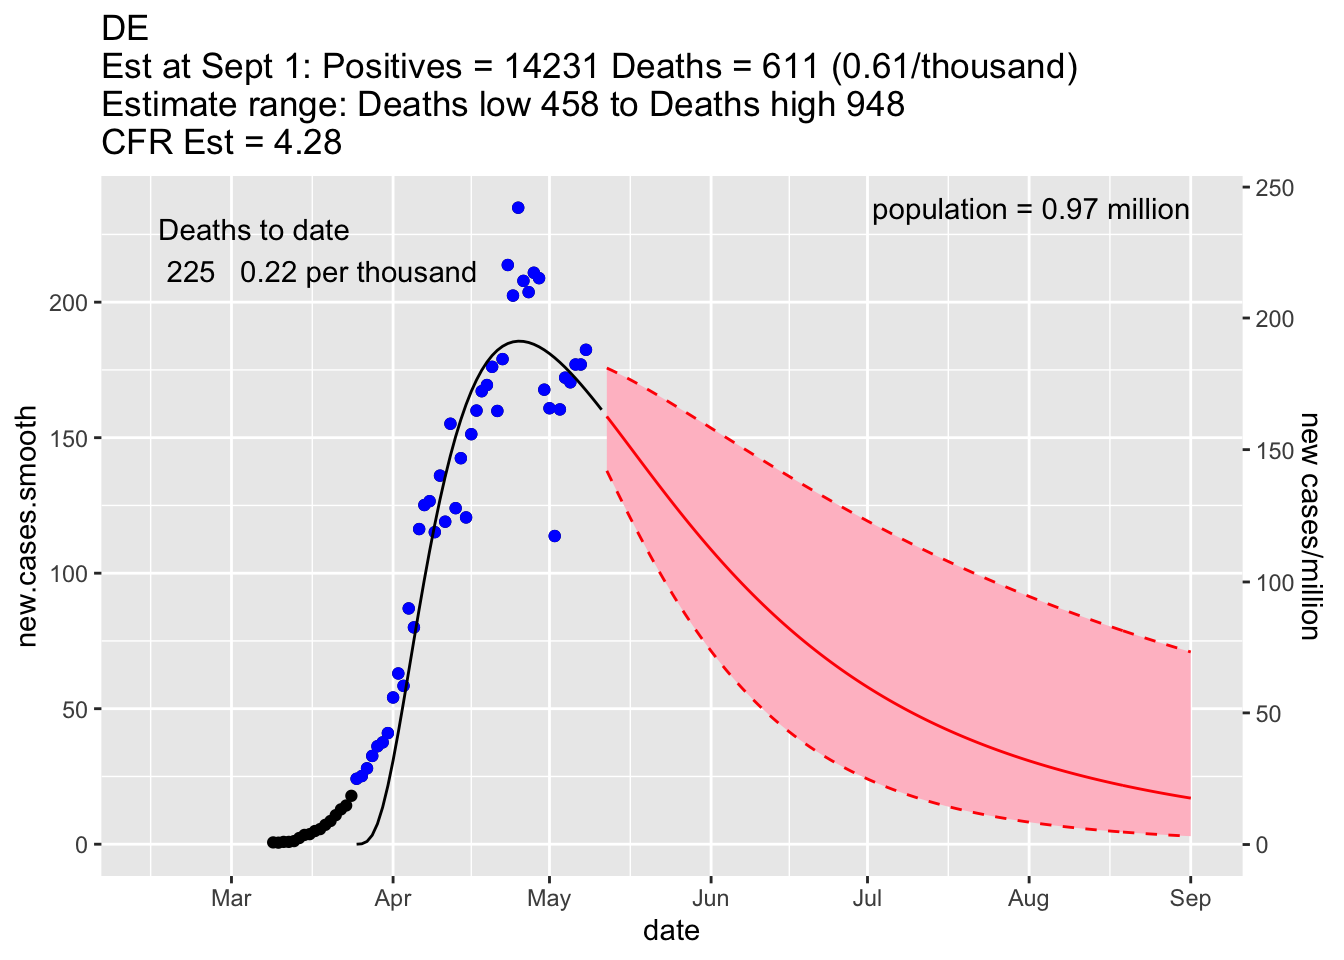 DE
Est at Sept 1: Positives = 14231 Deaths = 611 (0.61/thousand)
Estimate range: Deaths low 458 to Deaths high 948
CFR Est = 4.28
Deaths to date
225 0.22 per thousand
population = 0.97 million
new.cases.smooth
200
150
100
50
0
250
200
150
100
50
0
new cases/million
Mar Apr May Jun Jul Aug Sep
date